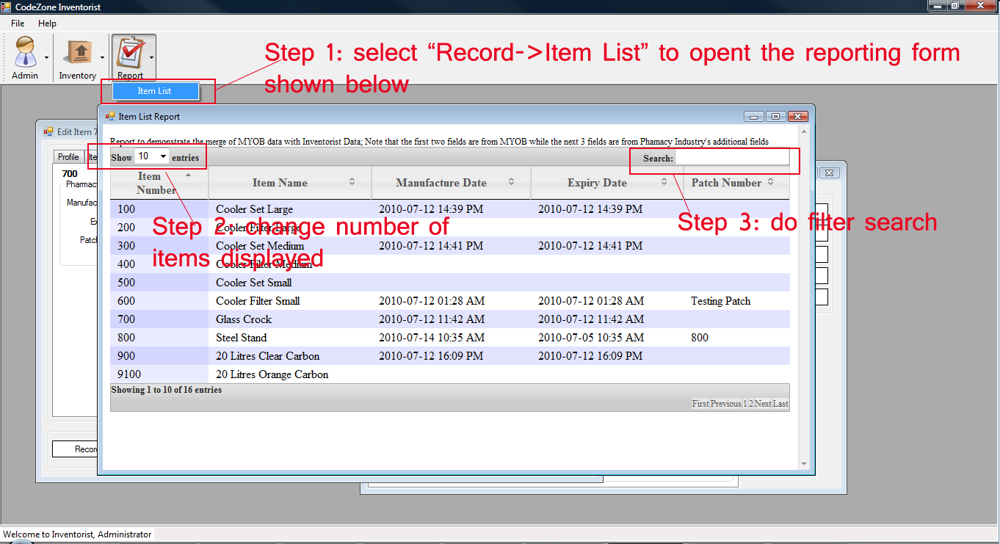 CodeZone Inventorist
File Help
Admin Inventory Report
Step 1: select “Record->Item List” to opent the reporting form
shown below
Item List
Item List Report
Edit Item 7
Report to demonstrate the merge of MYOB data with Inventorist Data; Note that the first two fields are from MYOB while the next 3 fields are from Phamacy Industry's additional fields
Profile Ite
Show 10 entries Search:
700
Pharmac
Manufac
Ex
Patc
Item Number Item Name Manufacture Date Expiry Date Patch Number
100 Cooler Set Large 2010-07-12 14:39 PM 2010-07-12 14:39 PM
200 Cooler Filter Large
Step 2: change number of
items displayed
Step 3: do filter search
300 Cooler Set Medium 2010-07-12 14:41 PM 2010-07-12 14:41 PM
400 Cooler Filter Medium
500 Cooler Set Small
600 Cooler Filter Small 2010-07-12 01:28 AM 2010-07-12 01:28 AM Testing Patch
700 Glass Crock 2010-07-12 11:42 AM 2010-07-12 11:42 AM
800 Steel Stand 2010-07-14 10:35 AM 2010-07-05 10:35 AM 800
900 20 Litres Clear Carbon 2010-07-12 16:09 PM 2010-07-12 16:09 PM
9100 20 Litres Orange Carbon
Showing 1 to 10 of 16 entries
First Previous 1 2 Next Last
Recor
Welcome to Inventorist, Administrator